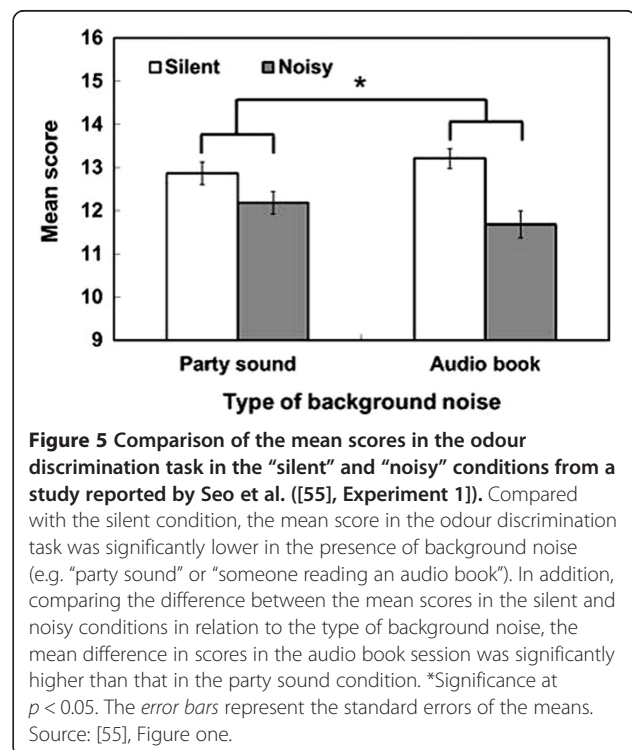 16
Silent Noisy
15
*
14
13
12
11
10
9
Mean score
Party sound Audio book
Type of background noise
Figure 5 Comparison of the mean scores in the odour
discrimination task in the “silent” and “noisy” conditions from a
study reported by Seo et al. ([55], Experiment 1]). Compared
with the silent condition, the mean score in the odour discrimination
task was significantly lower in the presence of background noise
(e.g. “party sound” or “someone reading an audio book”). In addition,
comparing the difference between the mean scores in the silent and
noisy conditions in relation to the type of background noise, the
mean difference in scores in the audio book session was significantly
higher than that in the party sound condition. *Significance at
p < 0.05. The error bars represent the standard errors of the means.
Source: [55], Figure one.